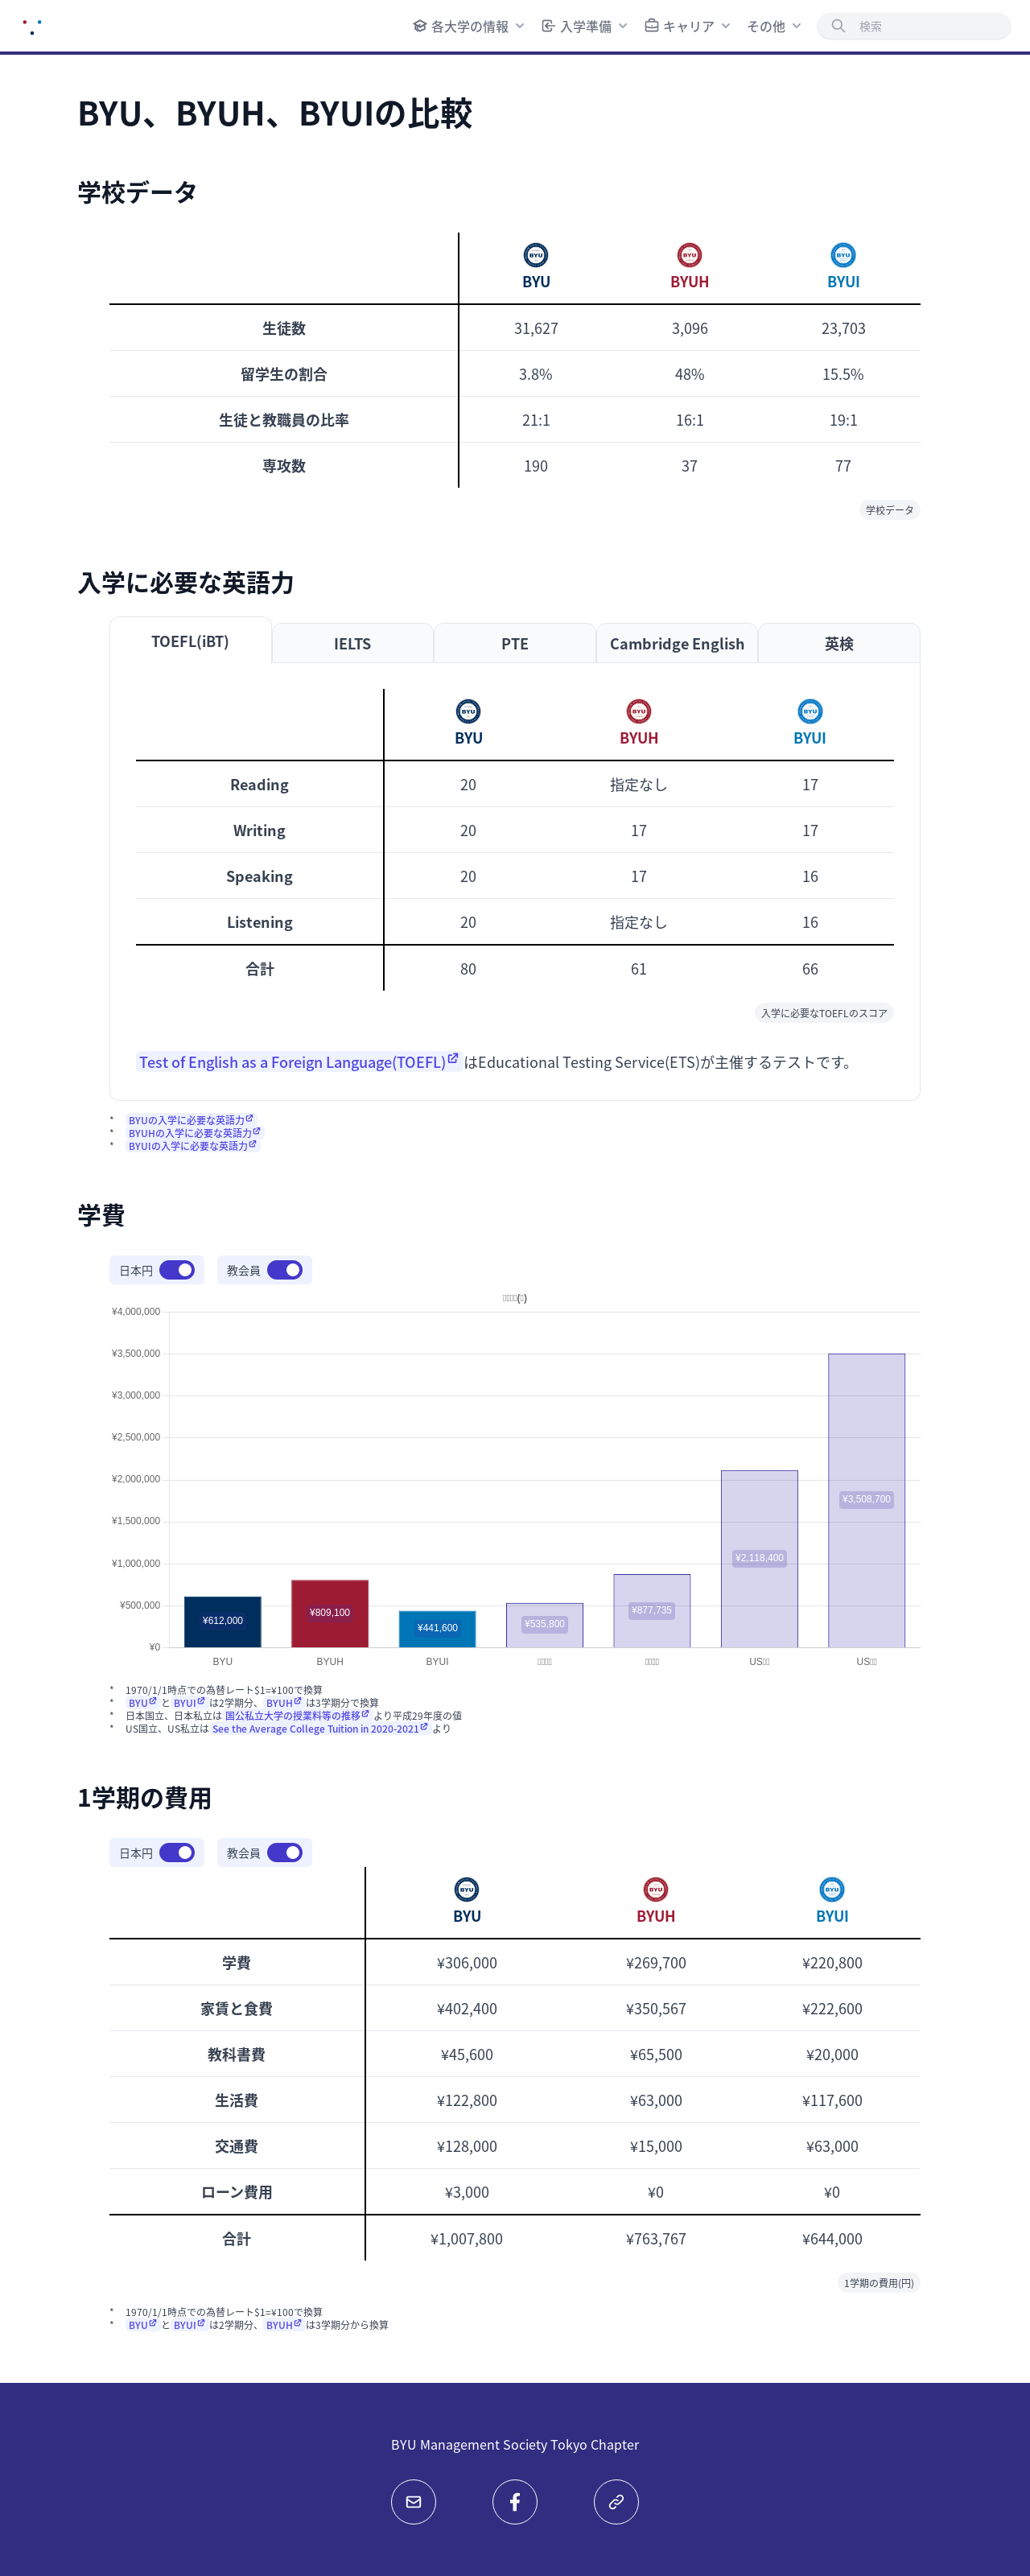 各大学の情報 入学準備 キャリア その他 検索
BYU、BYUH、BYUIの比較
学校データ
BYU BYUH BYUI
生徒数 31,627 3,096 23,703
留学生の割合 3.8% 48% 15.5%
生徒と教職員の比率 21:1 16:1 19:1
専攻数 190 37 77
学校データ
入学に必要な英語力
TOEFL(iBT) IELTS PTE Cambridge English 英検
BYU BYUH BYUI
Reading 20 指定なし 17
Writing 20 17 17
Speaking 20 17 16
Listening 20 指定なし 16
合計 80 61 66
入学に必要なTOEFLのスコア
Test of English as a Foreign Language(TOEFL) はEducational Testing Service(ETS)が主催するテストです。
* BYUの入学に必要な英語力
* BYUHの入学に必要な英語力
* BYUIの入学に必要な英語力
学費
日本円 教会員
¥4,000,000
¥3,500,000
¥3,000,000
¥2,500,000
¥2,000,000
¥1,500,000
¥1,000,000
¥500,000
¥0
¥612,000 ¥809,100 ¥441,600 ¥535,800 ¥877,735 ¥2,118,400 ¥3,508,700
BYU BYUH BYUI US US
* 1970/1/1時点での為替レート$1=¥100で換算
* BYU と BYUI は2学期分、 BYUH は3学期分で換算
* 日本国立、日本私立は 国公私立大学の授業料等の推移 より平成29年度の値
* US国立、US私立は See the Average College Tuition in 2020-2021 より
1学期の費用
日本円 教会員
BYU BYUH BYUI
学費 ¥306,000 ¥269,700 ¥220,800
家賃と食費 ¥402,400 ¥350,567 ¥222,600
教科書費 ¥45,600 ¥65,500 ¥20,000
生活費 ¥122,800 ¥63,000 ¥117,600
交通費 ¥128,000 ¥15,000 ¥63,000
ローン費用 ¥3,000 ¥0 ¥0
合計 ¥1,007,800 ¥763,767 ¥644,000
1学期の費用(円)
* 1970/1/1時点での為替レート$1=¥100で換算
* BYU と BYUI は2学期分、 BYUH は3学期分から換算
BYU Management Society Tokyo Chapter